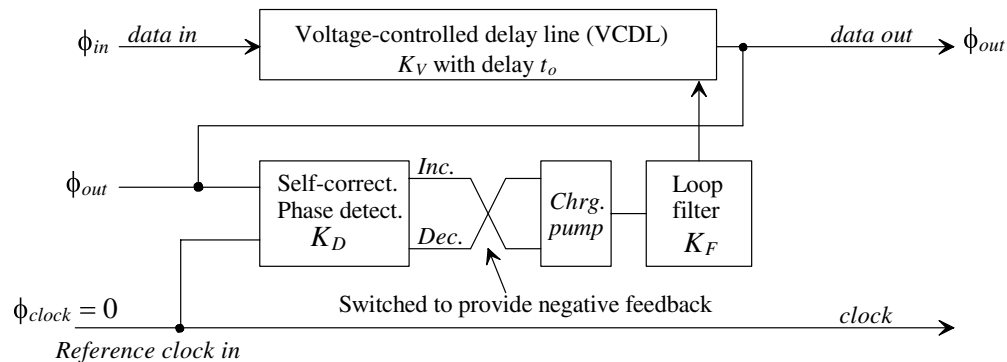 ϕin data in Voltage-controlled delay line (VCDL) data out ϕout
KV with delay to
ϕout Self-correct. Inc. Chrg. Loop
Phase detect. pump filter
KD Dec. KF
Switched to provide negative feedback
ϕclock = 0 clock
Reference clock in